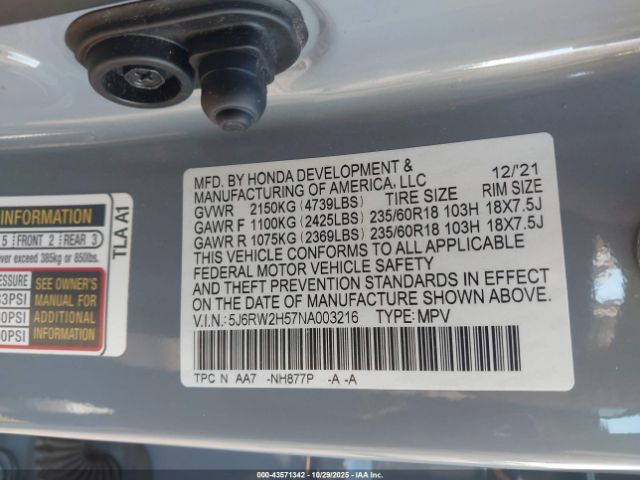 MFD. BY HONDA DEVELOPMENT & 12/'21
MANUFACTURING OF AMERICA, LLC
GVWR 2150KG (4739LBS) TIRE SIZE RIM SIZE
GAWR F 1100KG (2425LBS) 235/60R18 103H 18X7.5J
GAWR R 1075KG (2369LBS) 235/60R18 103H 18X7.5J
THIS VEHICLE CONFORMS TO ALL APPLICABLE
FEDERAL MOTOR VEHICLE SAFETY
AND THEFT PREVENTION STANDARDS IN EFFECT
ON THE DATE OF MANUFACTURE SHOWN ABOVE.
V.I.N.: 5J6RW2H57NA003216 TYPE: MPV
TPC N AA7 -NH877P -A -A
INFORMATION
5 FRONT 2 REAR 3
exceed 385kg or 850lbs.
SEE OWNER'S
MANUAL FOR
ADDITIONAL
INFORMATION
TLA A1
000-43571342 - 10/29/2025 - COPYRIGHT IAA, LLC.